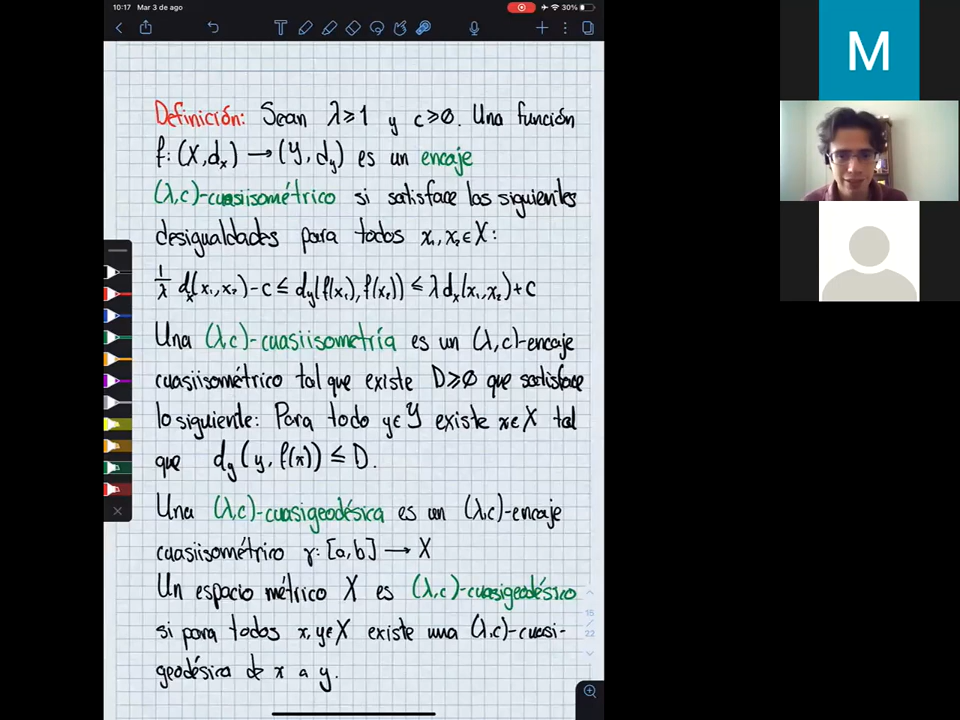 10:17 Mar 3 de ago
30%
M
Definición: Sean λ≥1 y c≥0. Una función
f:(X,dx)→(Y,dy) es un encaje
(λ,c)-cuasiisométrico si satisface las siguientes
desigualdades para todos x₁,x₂∈X:
1/λ dx(x₁,x₂)-c ≤ dy(f(x₁),f(x₂)) ≤ λdx(x₁,x₂)+c
Una (λ,c)-cuasiisometría es un (λ,c)-encaje
cuasiisométrico tal que existe D≥0 que satisface
lo siguiente: Para todo y∈Y existe x∈X tal
que dy(y,f(x)) ≤ D.
Una (λ,c)-cuasigeodésica es un (λ,c)-encaje
cuasiisométrico γ:[a,b]→X
Un espacio métrico X es (λ,c)-cuasigeodésico
si para todos x,y∈X existe una (λ,c)-cuasi-
geodésica de x a y.
15
/
22